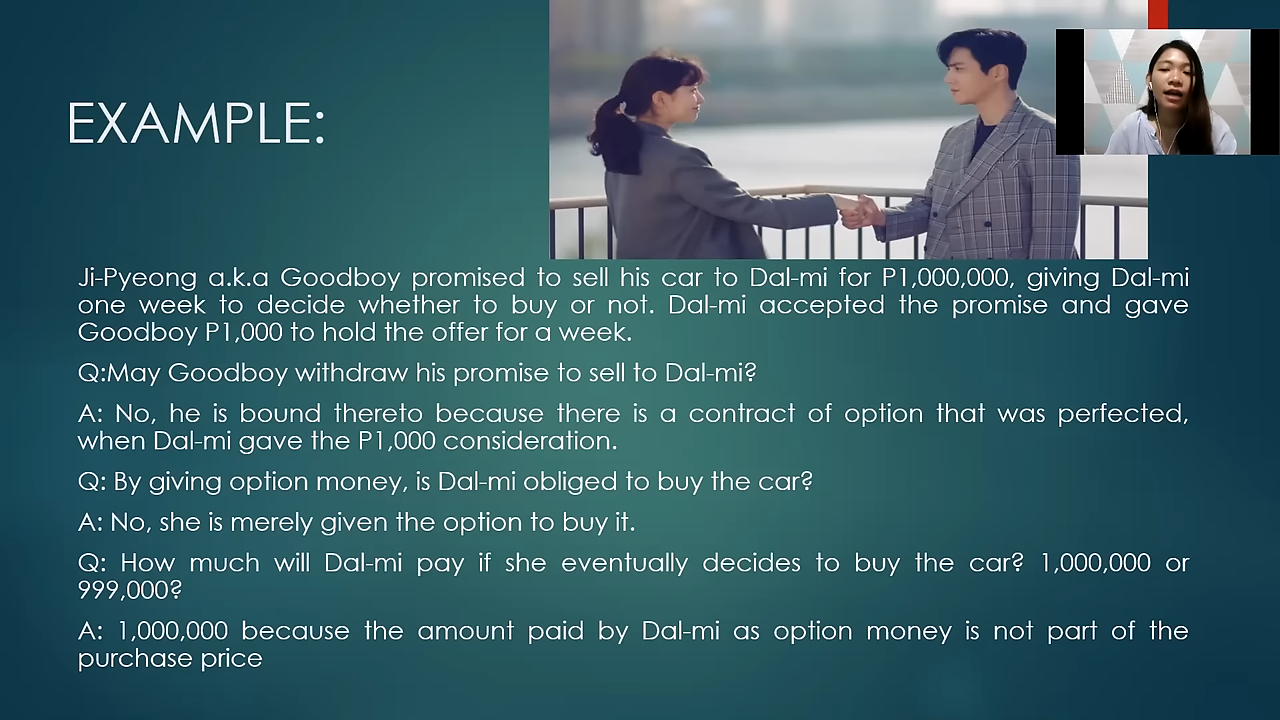 EXAMPLE:
Ji-Pyeong a.k.a Goodboy promised to sell his car to Dal-mi for P1,000,000, giving Dal-mi
one week to decide whether to buy or not. Dal-mi accepted the promise and gave
Goodboy P1,000 to hold the offer for a week.
Q:May Goodboy withdraw his promise to sell to Dal-mi?
A: No, he is bound thereto because there is a contract of option that was perfected,
when Dal-mi gave the P1,000 consideration.
Q: By giving option money, is Dal-mi obliged to buy the car?
A: No, she is merely given the option to buy it.
Q: How much will Dal-mi pay if she eventually decides to buy the car? 1,000,000 or
999,000?
A: 1,000,000 because the amount paid by Dal-mi as option money is not part of the
purchase price